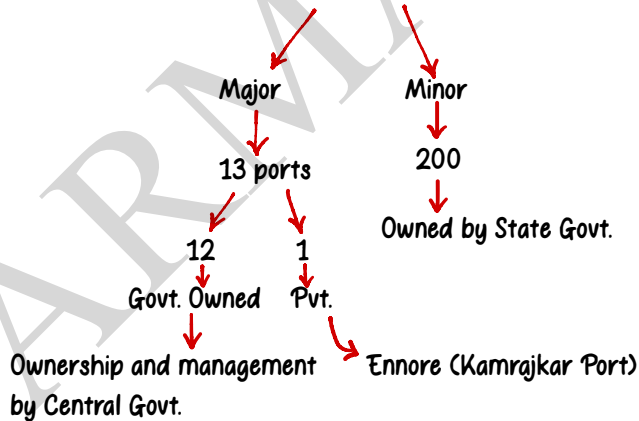 Major
Minor
13 ports
200
12
1
Owned by State Govt.
Govt. Owned
Pvt.
Ownership and management
by Central Govt.
Ennore (Kamrajkar Port)